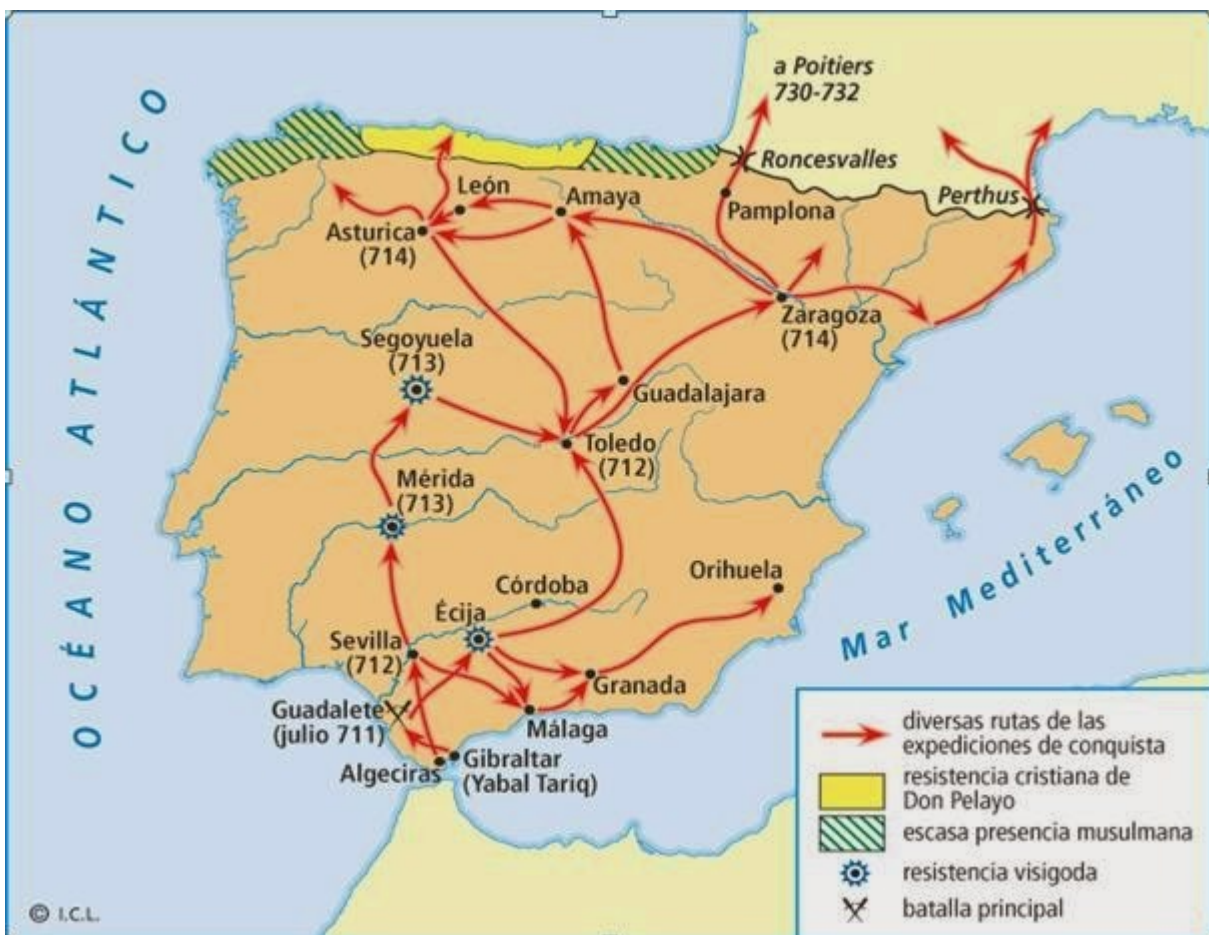 a Poitiers
730-732
Roncesvalles
Perthus
Pamplona
León
Amaya
Asturica
(714)
Zaragoza
(714)
Segoyuela
(713)
Guadalajara
Toledo
(712)
Mérida
(713)
Orihuela
Córdoba
Écija
Sevilla
(712)
Granada
Guadalete
(julio 711)
Málaga
Algeciras
Gibraltar
(Yabal Tariq)
OCÉANO ATLÁNTICO
Mar Mediterráneo
diversas rutas de las
expediciones de conquista
resistencia cristiana de
Don Pelayo
escasa presencia musulmana
resistencia visigoda
batalla principal
© I.C.L.